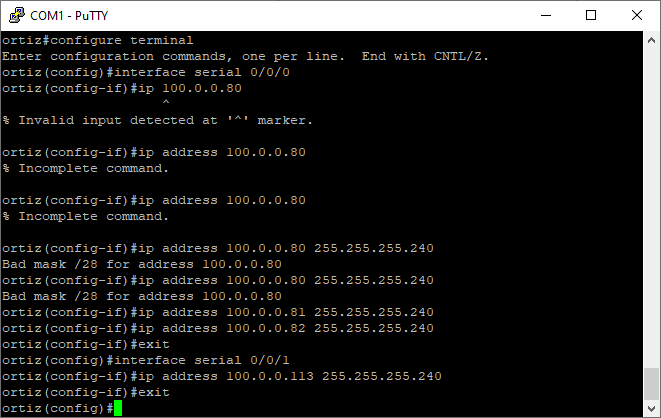 COM1 - PuTTY
ortiz#configure terminal
Enter configuration commands, one per line.  End with CNTL/Z.
ortiz(config)#interface serial 0/0/0
ortiz(config-if)#ip 100.0.0.80
                    ^
% Invalid input detected at '^' marker.

ortiz(config-if)#ip address 100.0.0.80
% Incomplete command.

ortiz(config-if)#ip address 100.0.0.80
% Incomplete command.

ortiz(config-if)#ip address 100.0.0.80 255.255.255.240
Bad mask /28 for address 100.0.0.80
ortiz(config-if)#ip address 100.0.0.80 255.255.255.240
Bad mask /28 for address 100.0.0.80
ortiz(config-if)#ip address 100.0.0.81 255.255.255.240
ortiz(config-if)#ip address 100.0.0.82 255.255.255.240
ortiz(config-if)#exit
ortiz(config)#interface serial 0/0/1
ortiz(config-if)#ip address 100.0.0.113 255.255.255.240
ortiz(config-if)#exit
ortiz(config)#